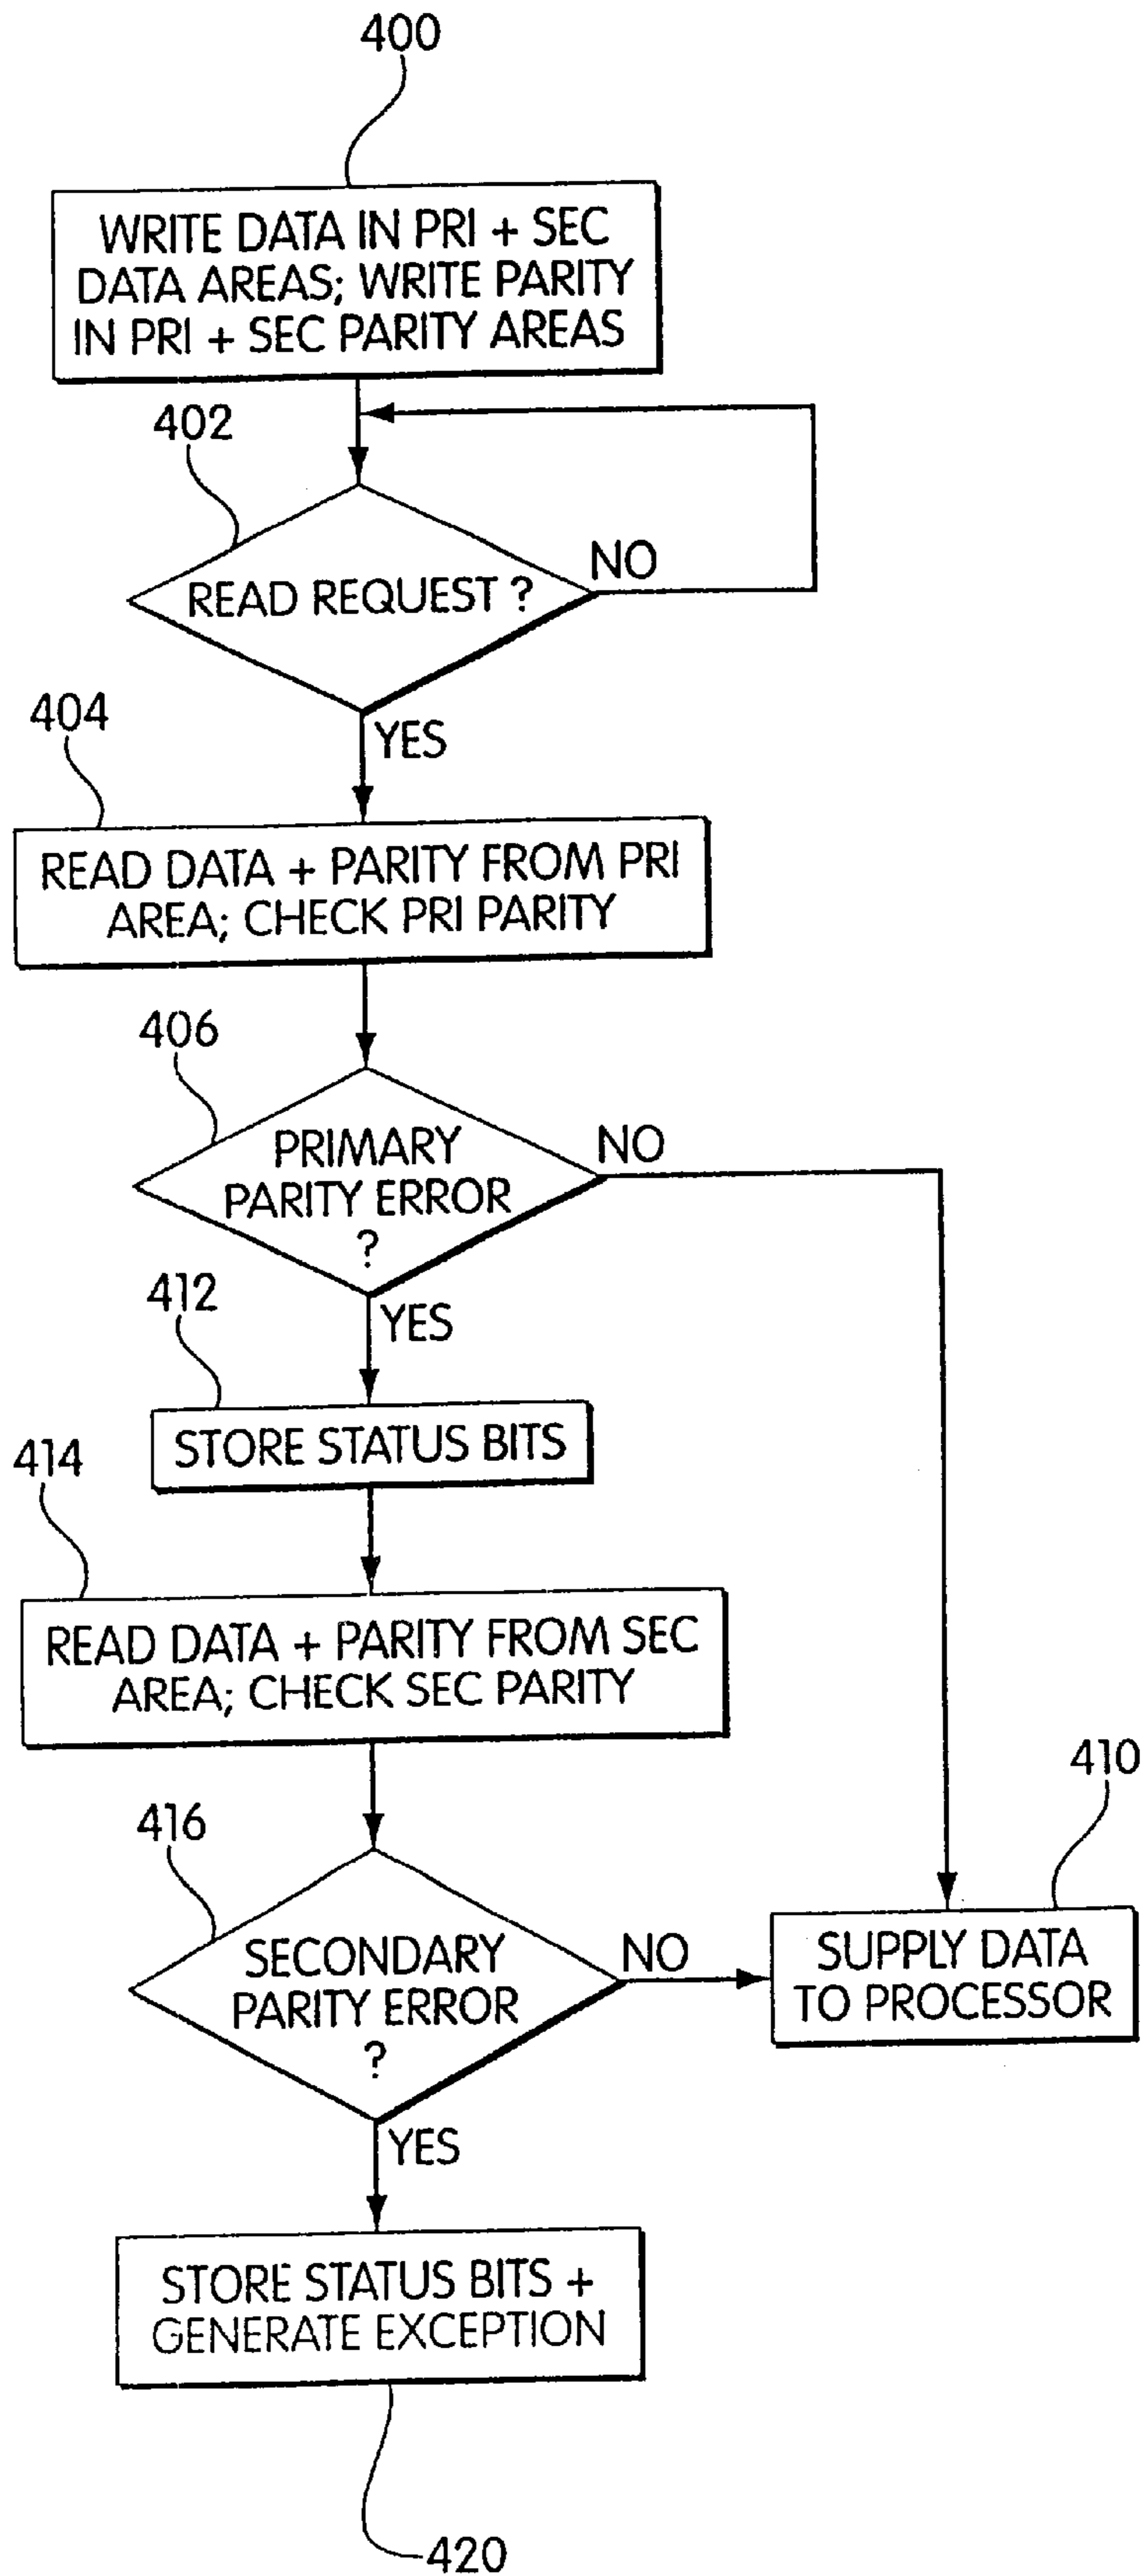 400
WRITE DATA IN PRI + SEC
DATA AREAS; WRITE PARITY
IN PRI + SEC PARITY AREAS
402
READ REQUEST ?
NO
YES
404
READ DATA + PARITY FROM PRI
AREA; CHECK PRI PARITY
406
PRIMARY
PARITY ERROR
?
NO
YES
412
STORE STATUS BITS
414
READ DATA + PARITY FROM SEC
AREA; CHECK SEC PARITY
416
SECONDARY
PARITY ERROR
?
NO
YES
410
SUPPLY DATA
TO PROCESSOR
STORE STATUS BITS +
GENERATE EXCEPTION
420